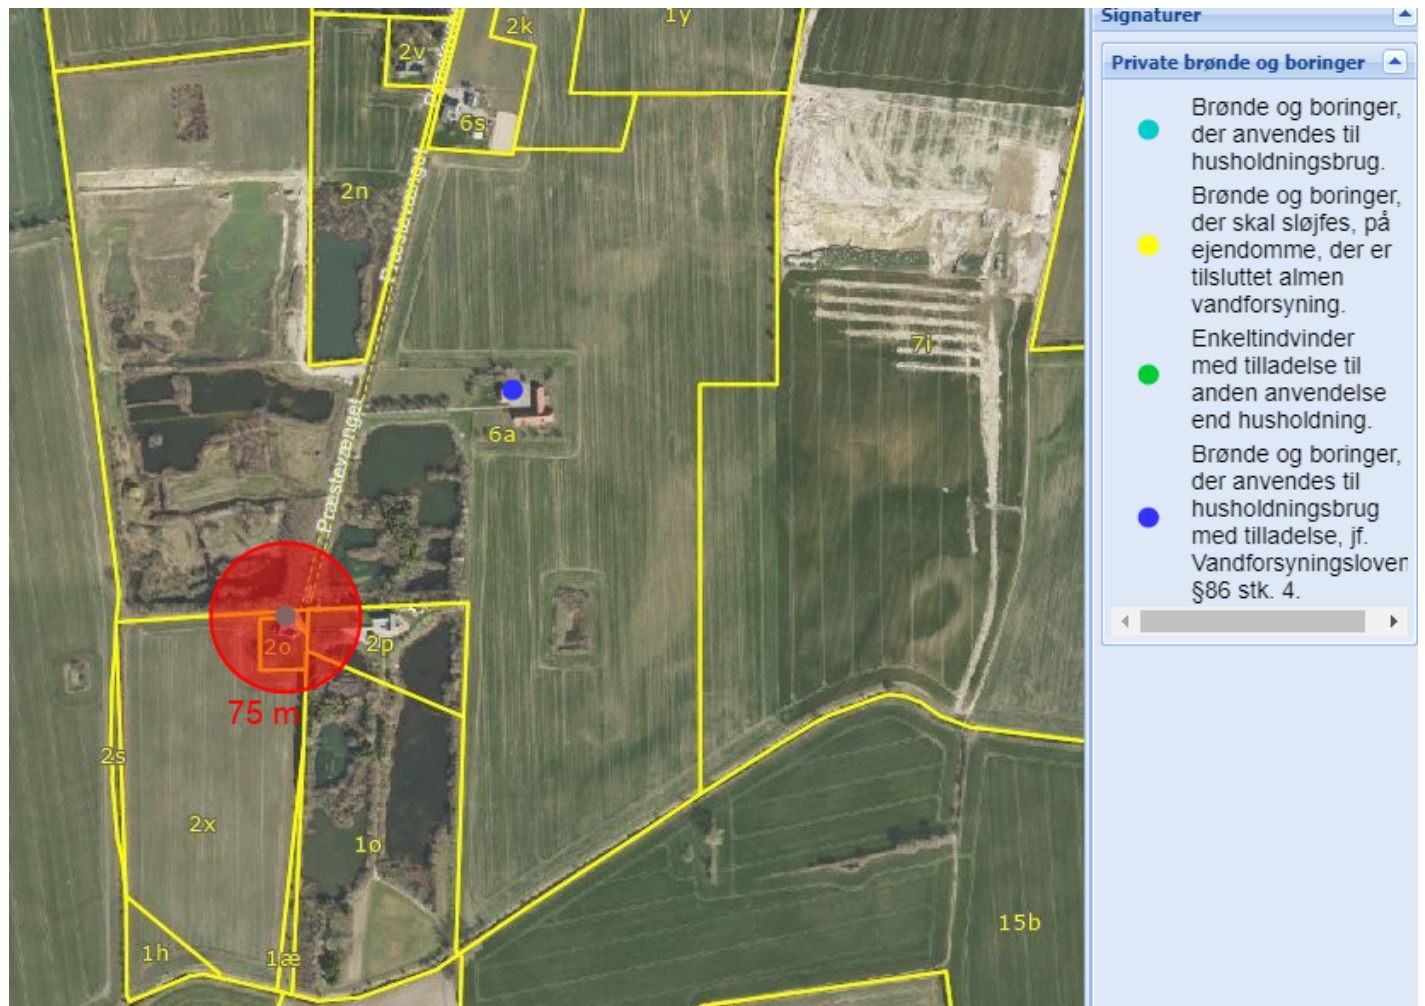 1y
2k
2v
Præstevænget
6s
2n
Præstevænget
7i
6a
Præstevænget
2o
2p
75 m
2s
2x
1o
15b
1h
1æ
Signaturer
Private brønde og boringer
Brønde og boringer,
der anvendes til
husholdningsbrug.
Brønde og boringer,
der skal sløjfes, på
ejendomme, der er
tilsluttet almen
vandforsyning.
Enkeltindvinder
med tilladelse til
anden anvendelse
end husholdning.
Brønde og boringer,
der anvendes til
husholdningsbrug
med tilladelse, jf.
Vandforsyningsloven
§86 stk. 4.